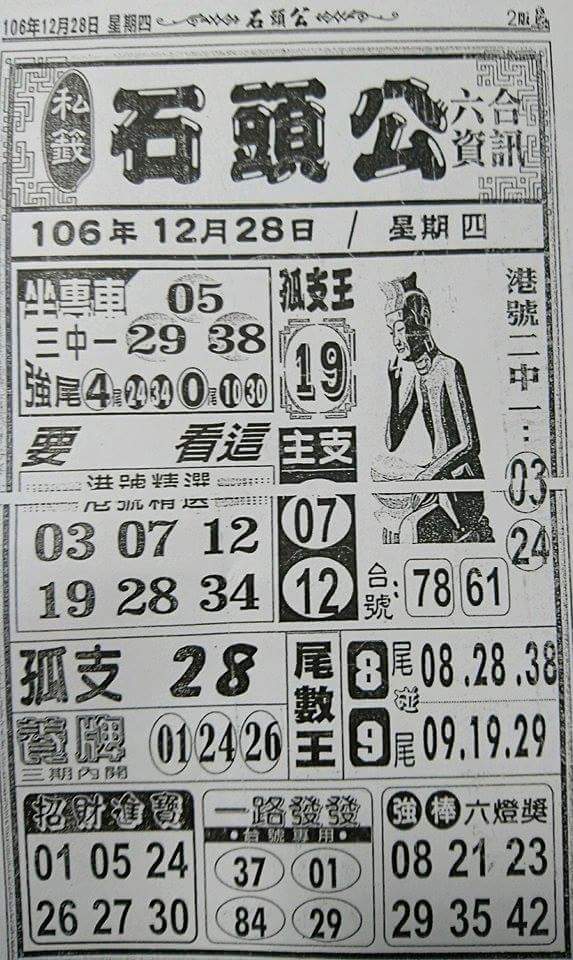 106年12月28日 星期四
石頭公
2版
私籤
石頭公
六合資訊
106年12月28日 / 星期四
坐專車 05
三中一 29 38
強尾 4尾 24 34 0尾 10 30
孤支王
19
港號二中一：
03
24
要看這
港號精選
03 07 12
19 28 34
主支
07
12
台號: 78 61
孤支 28
賣牌 01 24 26
三期內開
尾數王
8尾 08.28.38
9尾 09.19.29
招財進寶
01 05 24
26 27 30
一路發發
台號專用
37 01
84 29
強棒六燈獎
08 21 23
29 35 42